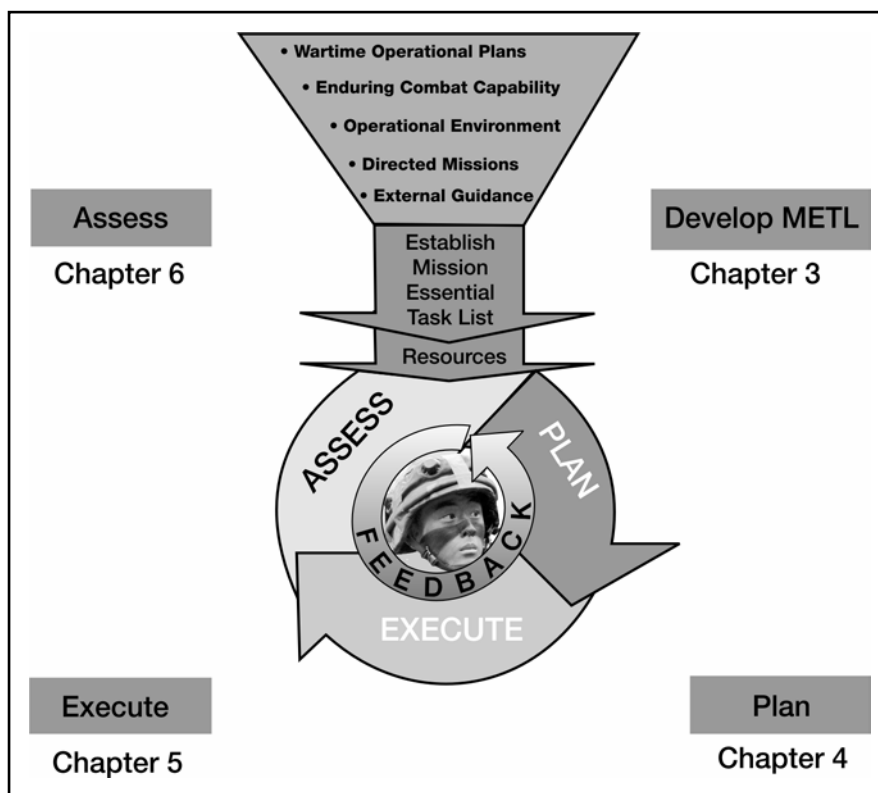 • Wartime Operational Plans
• Enduring Combat Capability
• Operational Environment
• Directed Missions
• External Guidance
Assess
Chapter 6
Develop METL
Chapter 3
Establish
Mission
Essential
Task List
Resources
ASSESS
PLAN
FEEDBACK
EXECUTE
Execute
Chapter 5
Plan
Chapter 4